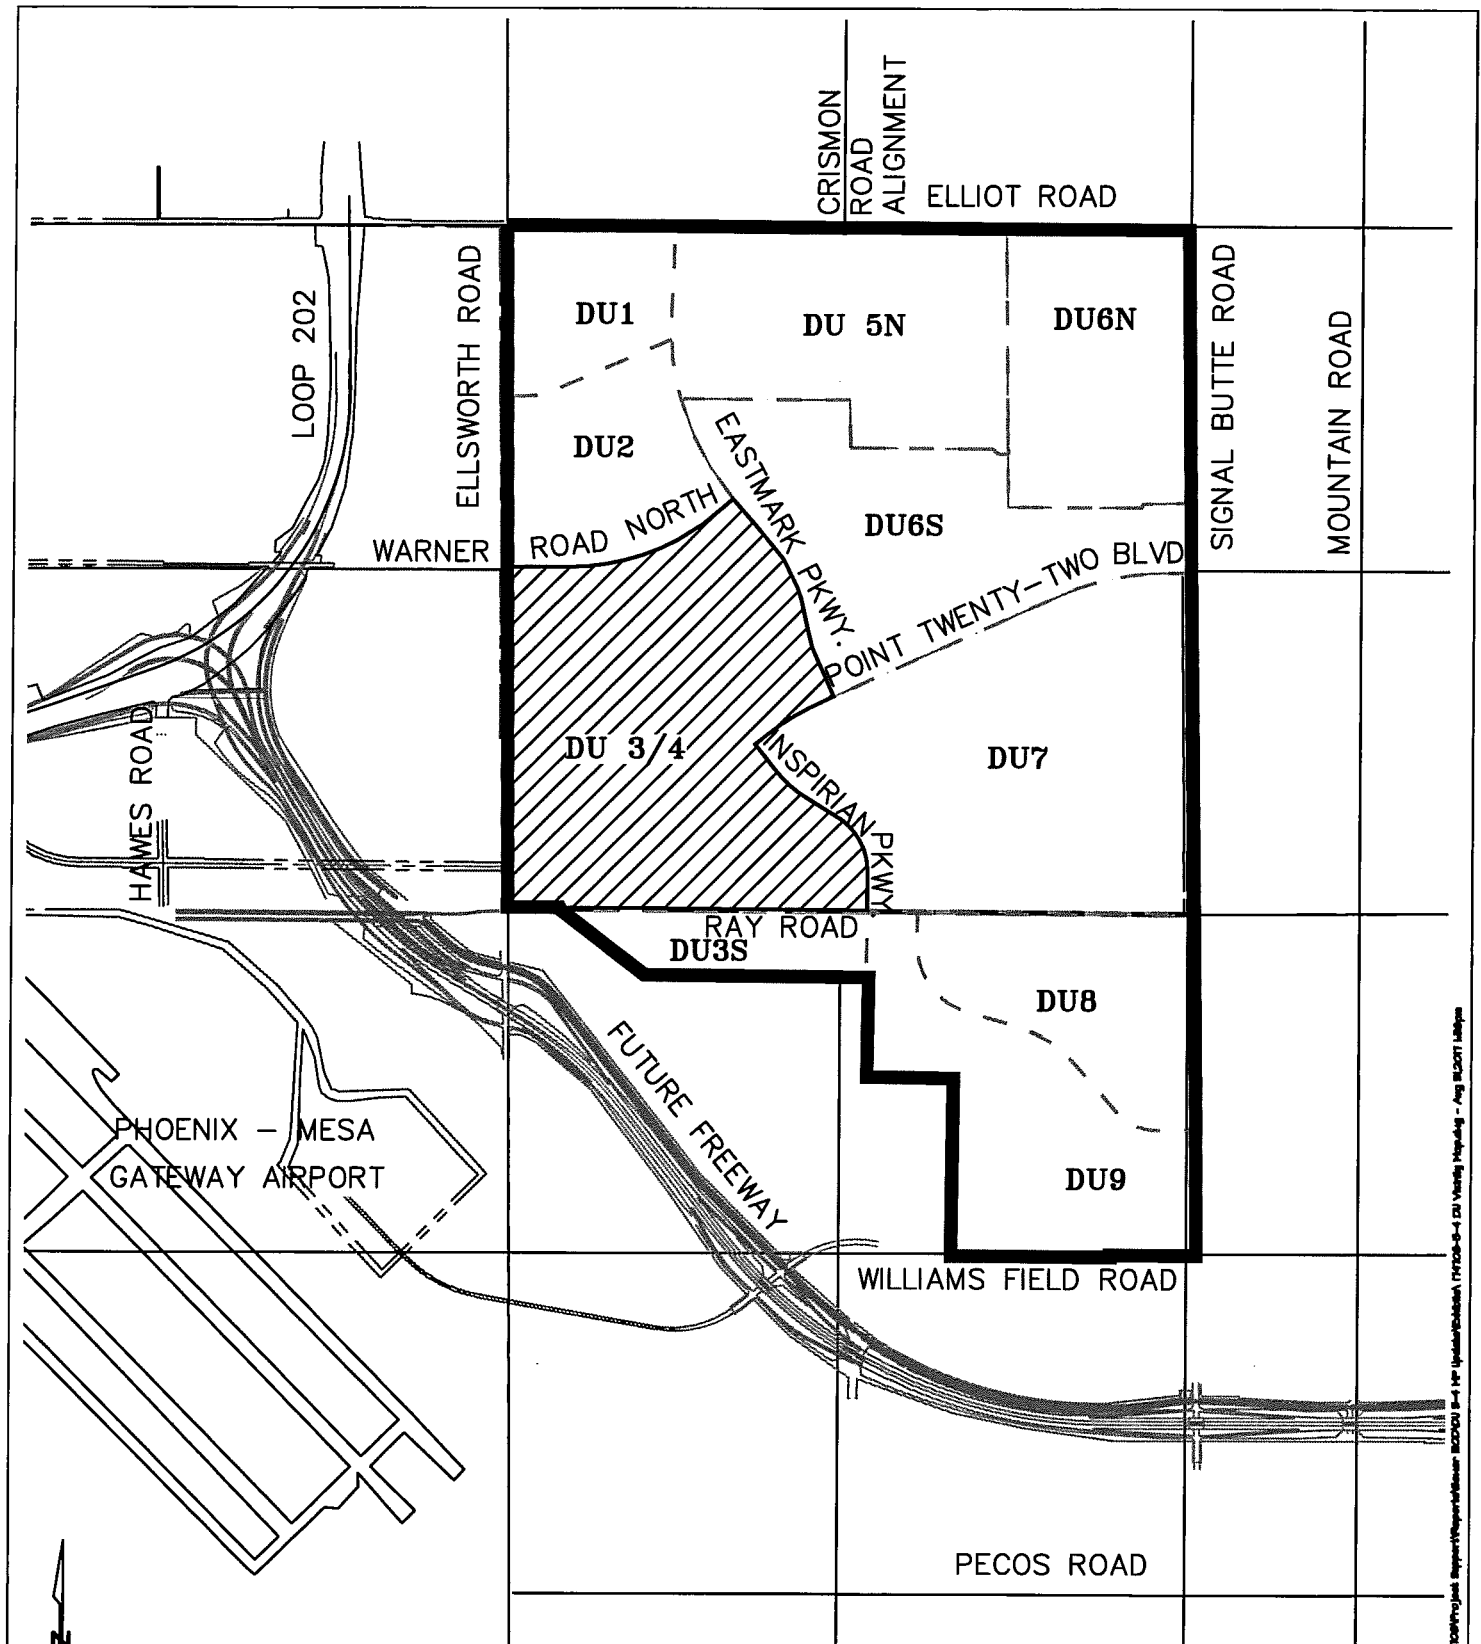 CRISMON
ROAD
ALIGNMENT
ELLIOT ROAD
LOOP 202
ELLSWORTH ROAD
DU1
DU 5N
DU6N
SIGNAL BUTTE ROAD
MOUNTAIN ROAD
DU2
EASTMARK PKWY.
DU6S
WARNER
ROAD NORTH
POINT TWENTY-TWO BLVD
HAWES ROAD
DU 3/4
INSPIRIAN
PKWY
DU7
RAY ROAD
DU3S
DU8
FUTURE FREEWAY
PHOENIX - MESA
GATEWAY AIRPORT
DU9
WILLIAMS FIELD ROAD
PECOS ROAD
N